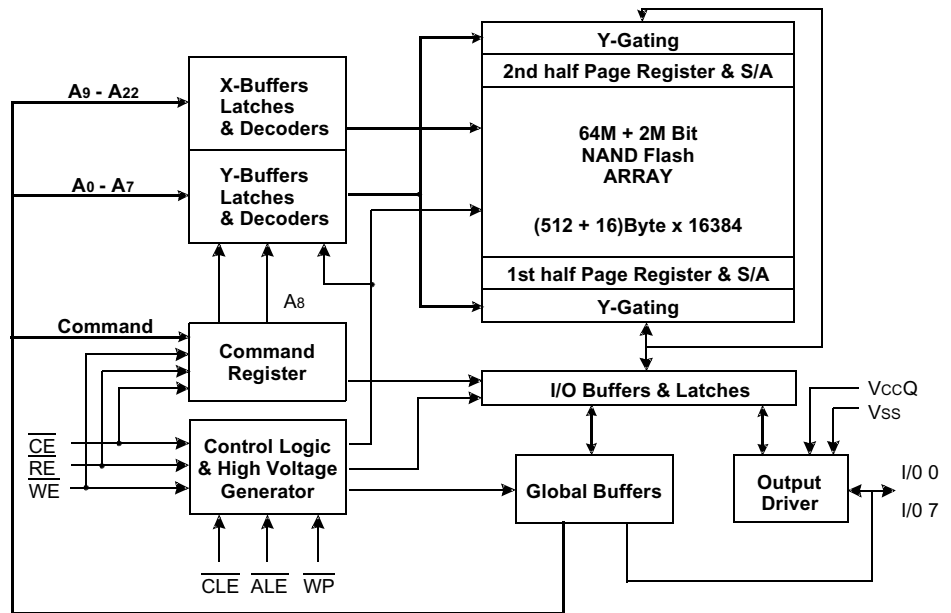 Y-Gating
2nd half Page Register & S/A
64M + 2M Bit
NAND Flash
ARRAY
(512 + 16)Byte x 16384
1st half Page Register & S/A
Y-Gating
X-Buffers
Latches
& Decoders
Y-Buffers
Latches
& Decoders
A9 - A22
A0 - A7
A8
Command
Command
Register
I/O Buffers & Latches
VCCQ
VSS
CE
RE
WE
Control Logic
& High Voltage
Generator
Global Buffers
Output
Driver
I/0 0
I/0 7
CLE
ALE
WP